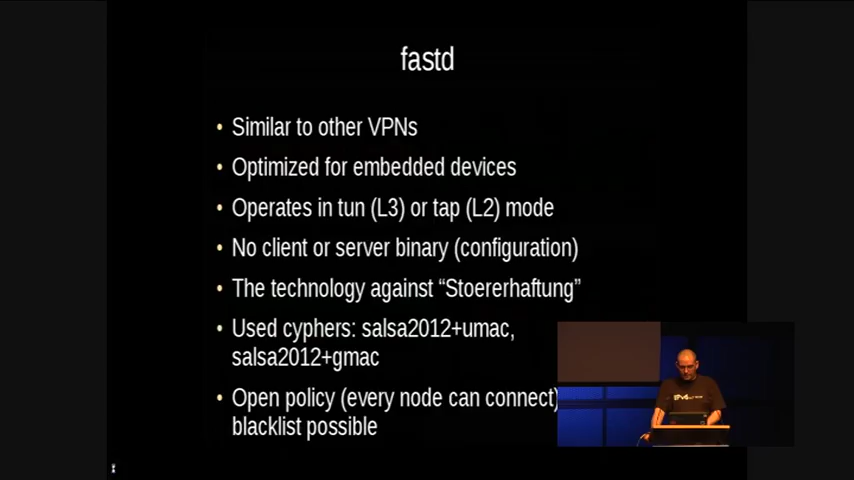 fastd
• Similar to other VPNs
• Optimized for embedded devices
• Operates in tun (L3) or tap (L2) mode
• No client or server binary (configuration)
• The technology against “Stoererhaftung”
• Used cyphers: salsa2012+umac,
salsa2012+gmac
• Open policy (every node can connect)
blacklist possible